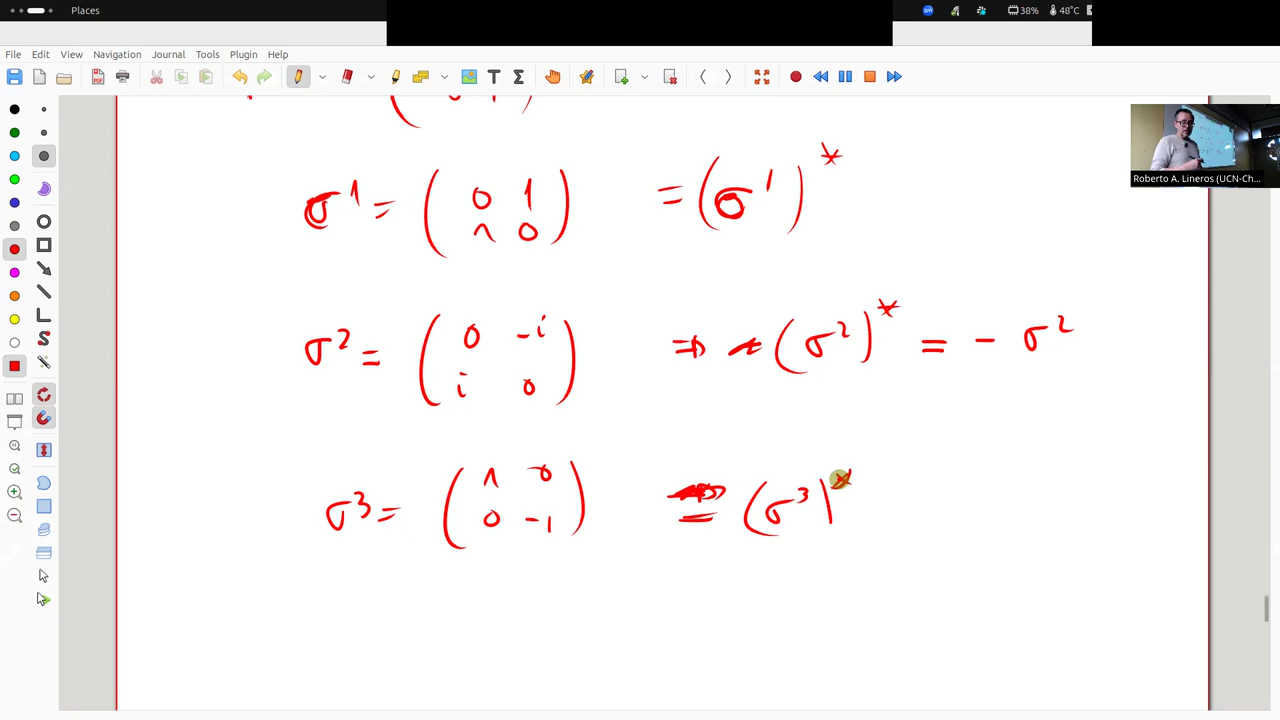 Places
38% 48°C
File Edit View Navigation Journal Tools Plugin Help
Roberto A. Lineros (UCN-Ch...
σ¹ = ( 0 1 = (σ¹)*
1 0 )
σ² = ( 0 -i ⇒ (σ²)* = - σ²
i 0 )
σ³ = ( 1 0 = (σ³)*
0 -1 )